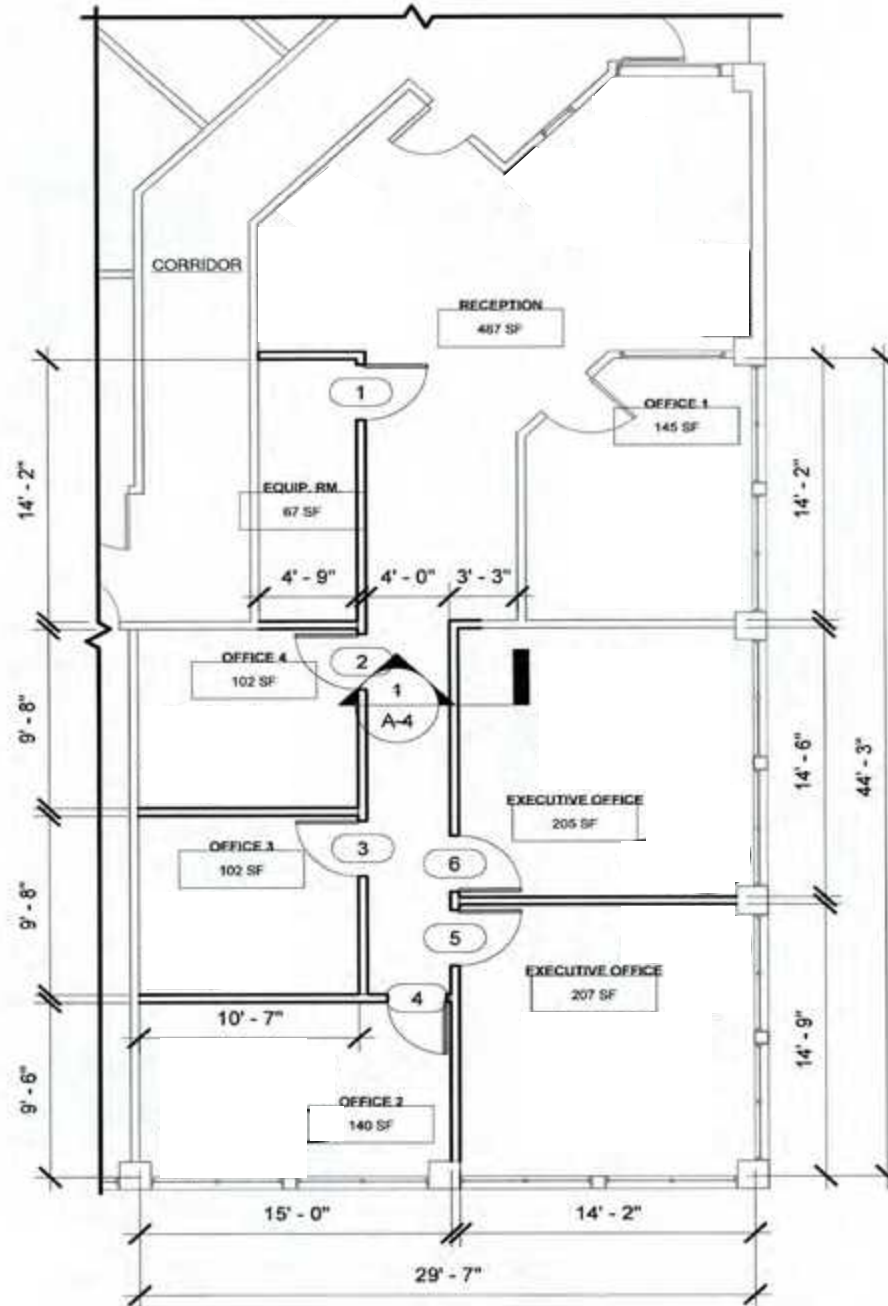 CORRIDOR
RECEPTION
467 SF
1
OFFICE 1
145 SF
14' - 2"
14' - 2"
EQUIP. RM.
67 SF
4' - 9"
4' - 0"
3' - 3"
OFFICE 4
102 SF
2
1
A-4
9' - 8"
14' - 6"
44' - 3"
EXECUTIVE OFFICE
205 SF
OFFICE 3
102 SF
3
6
9' - 8"
5
EXECUTIVE OFFICE
207 SF
4
10' - 7"
14' - 9"
9' - 6"
OFFICE 2
140 SF
15' - 0"
14' - 2"
29' - 7"